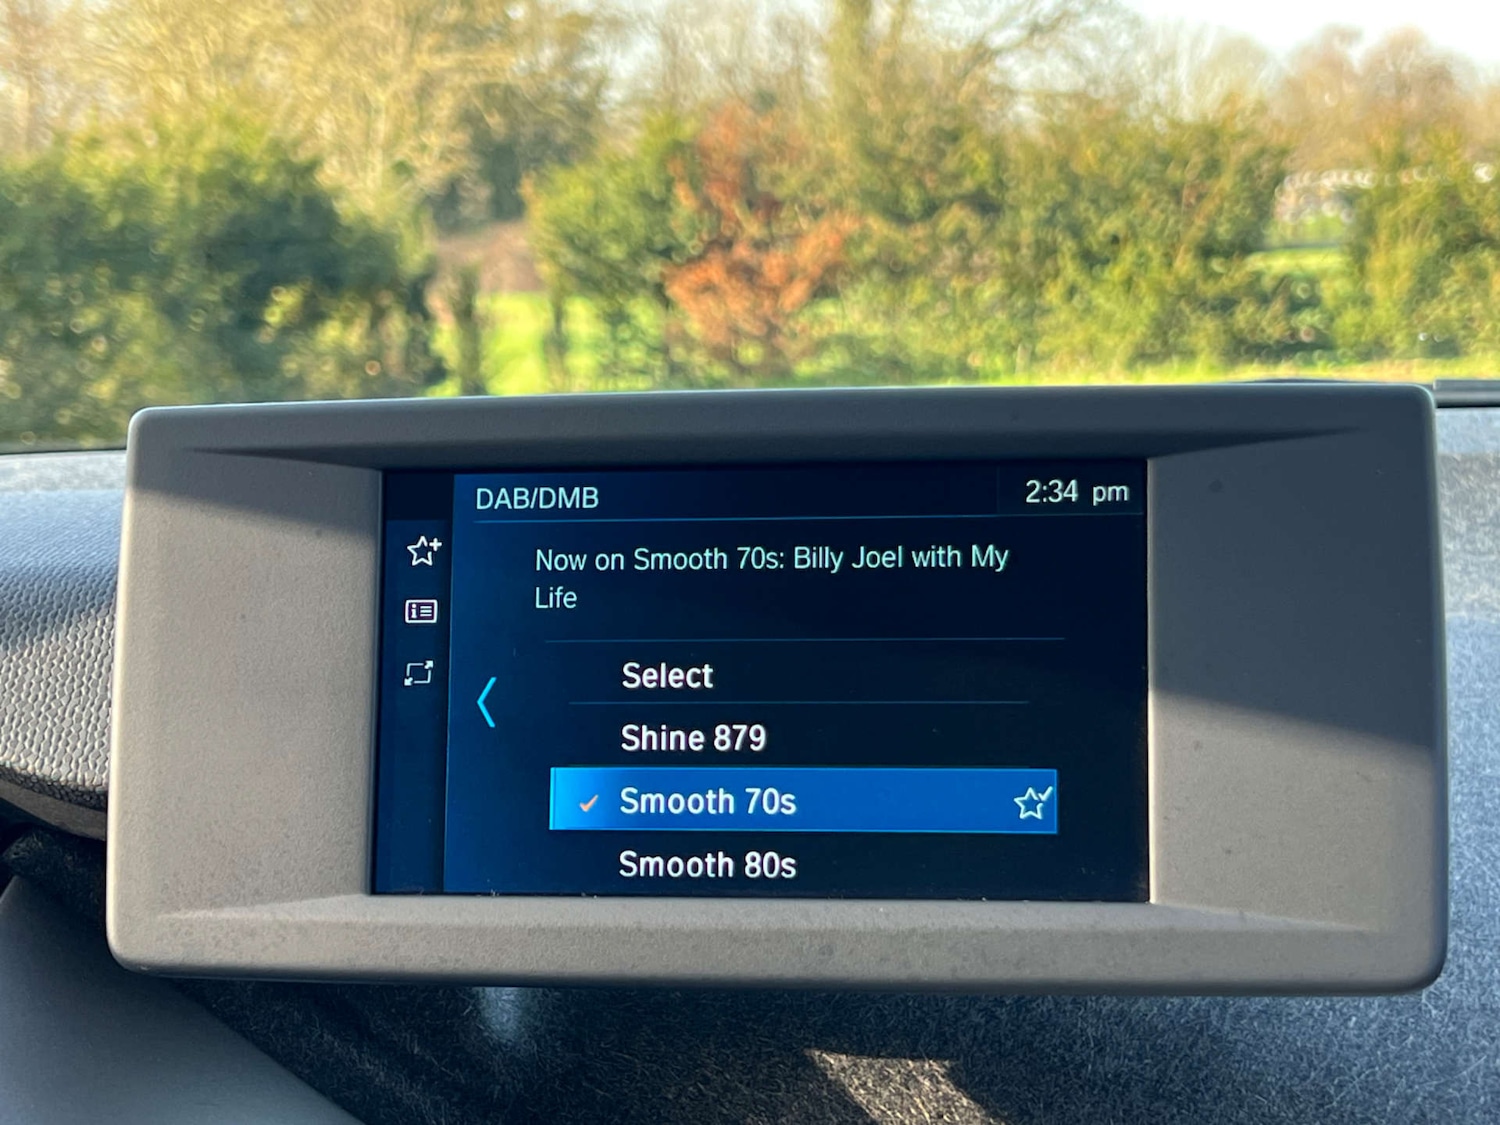 DAB/DMB
2:34 pm
Now on Smooth 70s: Billy Joel with My
Life
Select
Shine 879
Smooth 70s
Smooth 80s